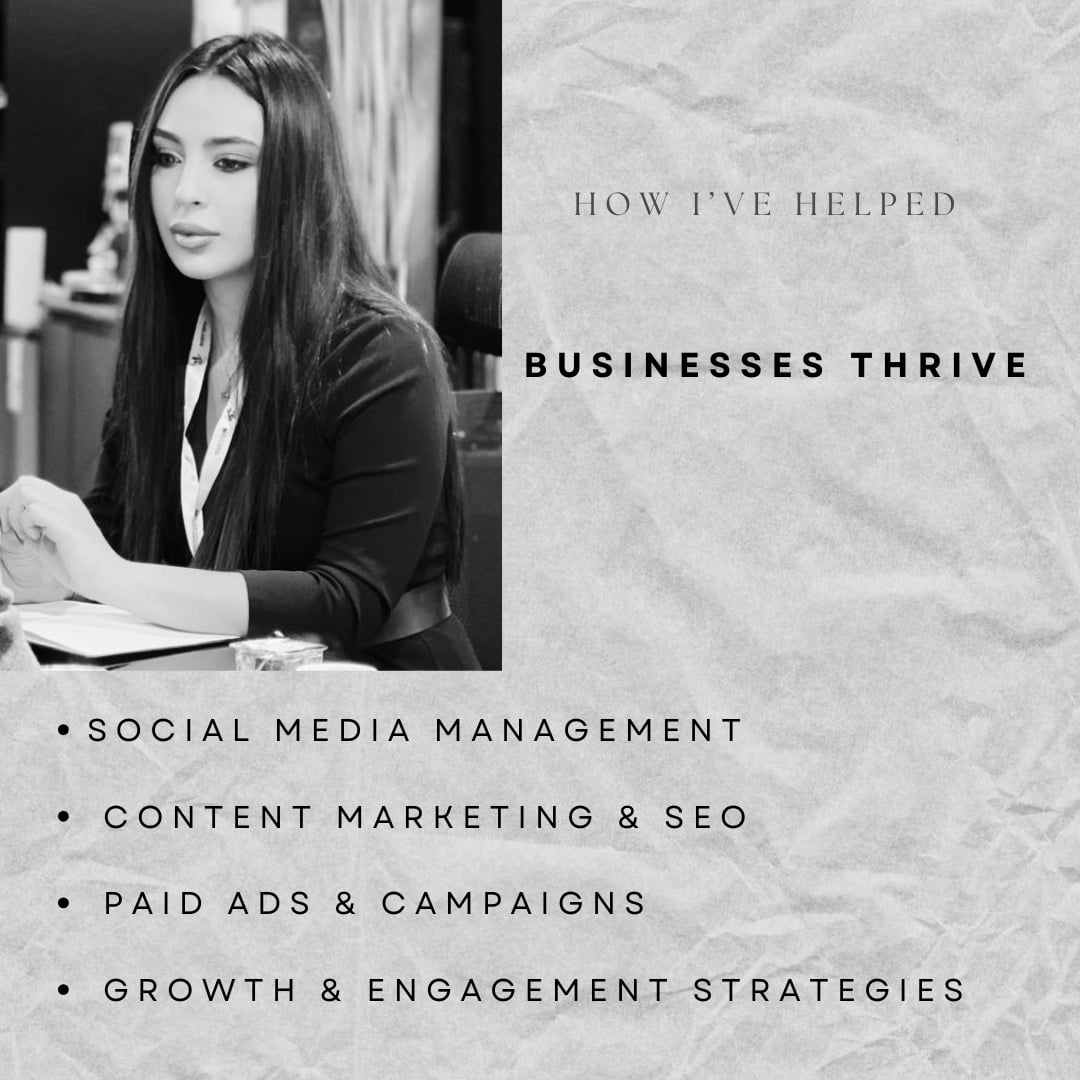 HOW I’VE HELPED
BUSINESSES THRIVE
• SOCIAL MEDIA MANAGEMENT
• CONTENT MARKETING & SEO
• PAID ADS & CAMPAIGNS
• GROWTH & ENGAGEMENT STRATEGIES